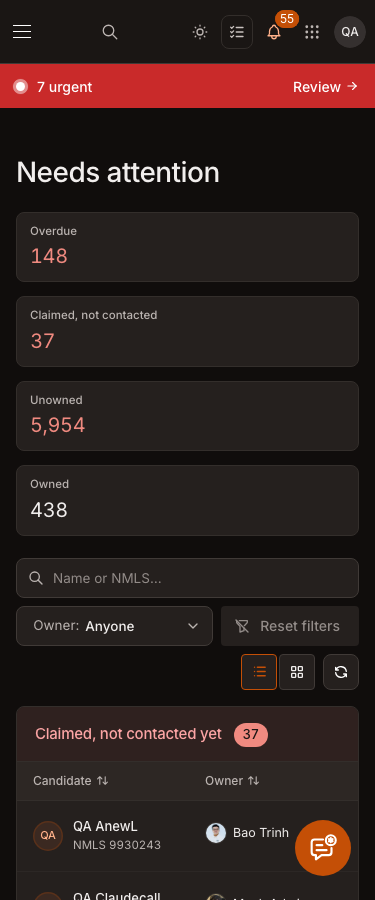 55
QA
7 urgent
Review →
Needs attention
Overdue
148
Claimed, not contacted
37
Unowned
5,954
Owned
438
Name or NMLS...
Owner: Anyone
Reset filters
Claimed, not contacted yet 37
Candidate
Owner
QA
QA AnewL
NMLS 9930243
Bao Trinh
QA Claudecall